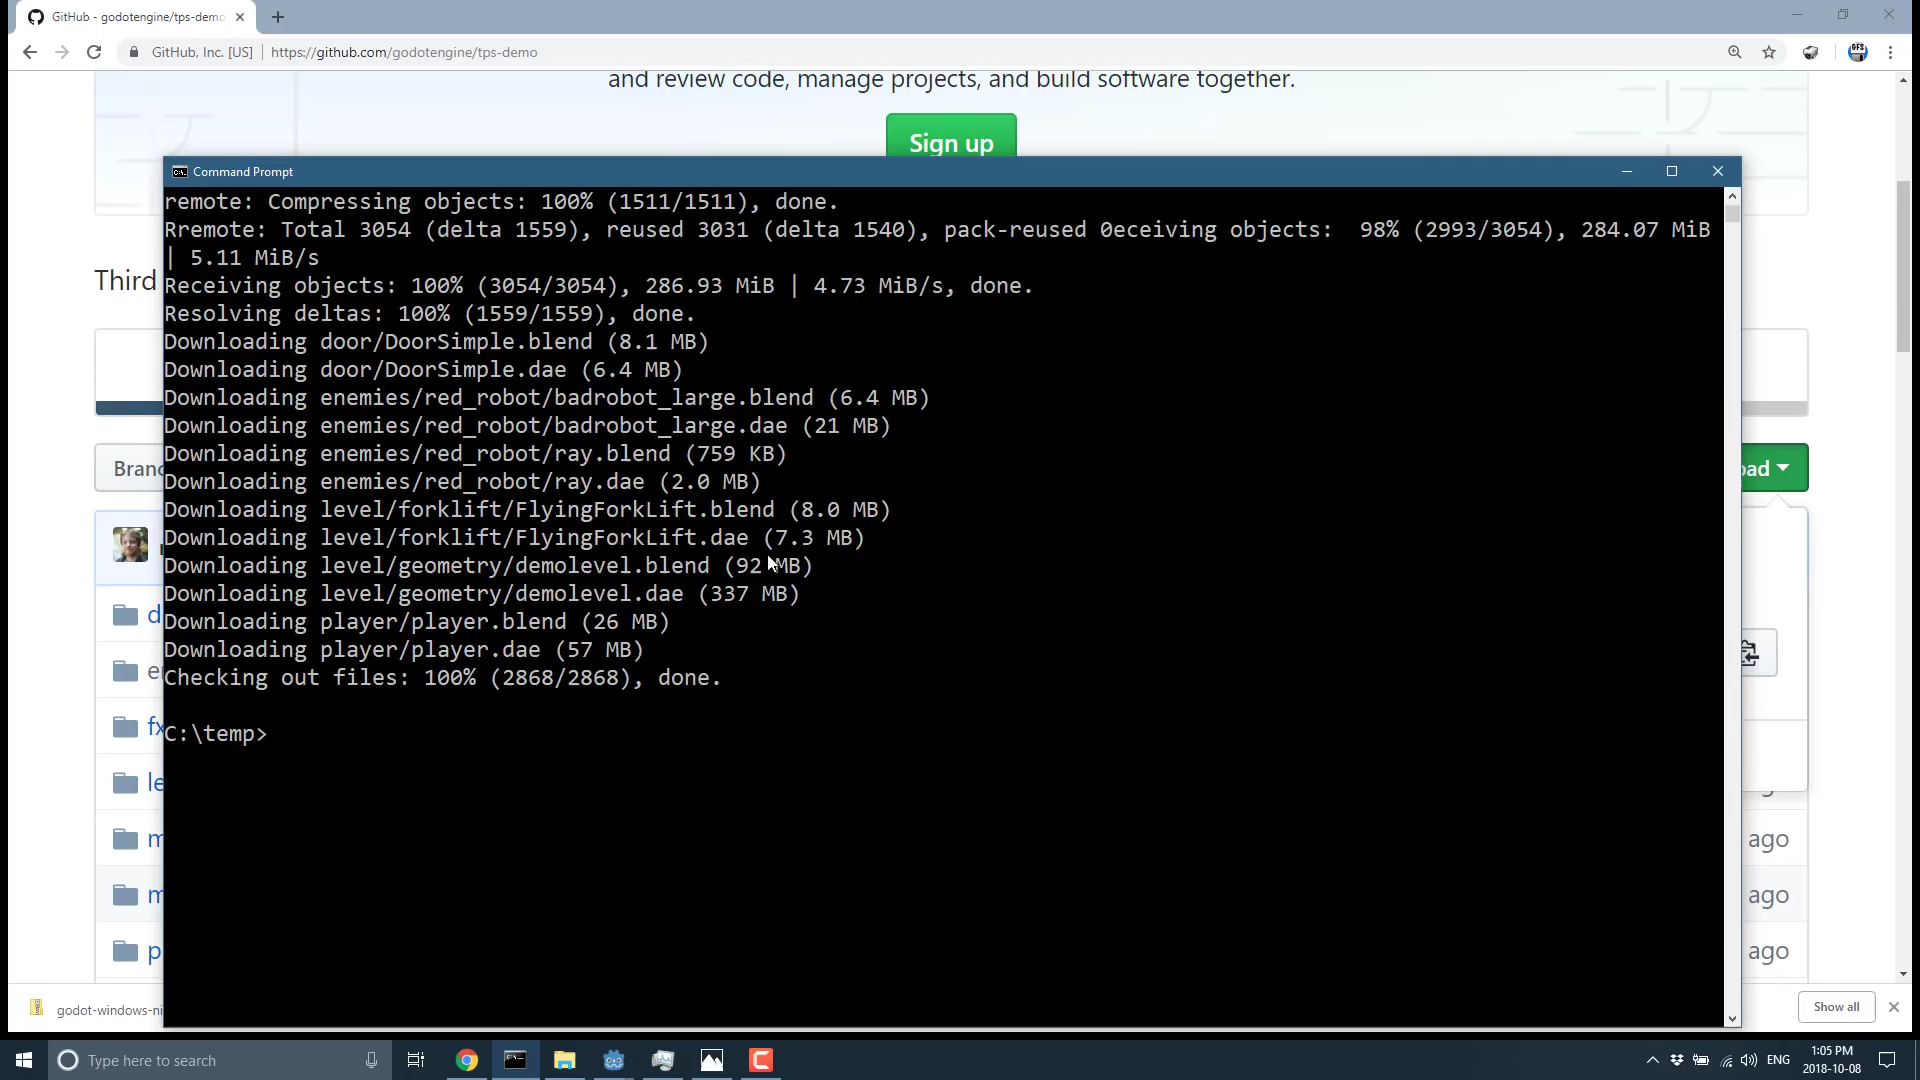 GitHub - godotengine/tps-demo
GitHub, Inc. [US] | https://github.com/godotengine/tps-demo
and review code, manage projects, and build software together.
Sign up
Command Prompt
remote: Compressing objects: 100% (1511/1511), done.
Rremote: Total 3054 (delta 1559), reused 3031 (delta 1540), pack-reused 0eceiving objects:  98% (2993/3054), 284.07 MiB
| 5.11 MiB/s
Third
Receiving objects: 100% (3054/3054), 286.93 MiB | 4.73 MiB/s, done.
Resolving deltas: 100% (1559/1559), done.
Downloading door/DoorSimple.blend (8.1 MB)
Downloading door/DoorSimple.dae (6.4 MB)
Downloading enemies/red_robot/badrobot_large.blend (6.4 MB)
Downloading enemies/red_robot/badrobot_large.dae (21 MB)
Downloading enemies/red_robot/ray.blend (759 KB)
Branc
oad
Downloading enemies/red_robot/ray.dae (2.0 MB)
Downloading level/forklift/FlyingForkLift.blend (8.0 MB)
Downloading level/forklift/FlyingForkLift.dae (7.3 MB)
Downloading level/geometry/demolevel.blend (92 MB)
Downloading level/geometry/demolevel.dae (337 MB)
d
Downloading player/player.blend (26 MB)
Downloading player/player.dae (57 MB)
Checking out files: 100% (2868/2868), done.
fx
C:\temp>
le
m
ago
m
ago
p
ago
godot-windows-ni
Show all
Type here to search
ENG
1:05 PM
2018-10-08